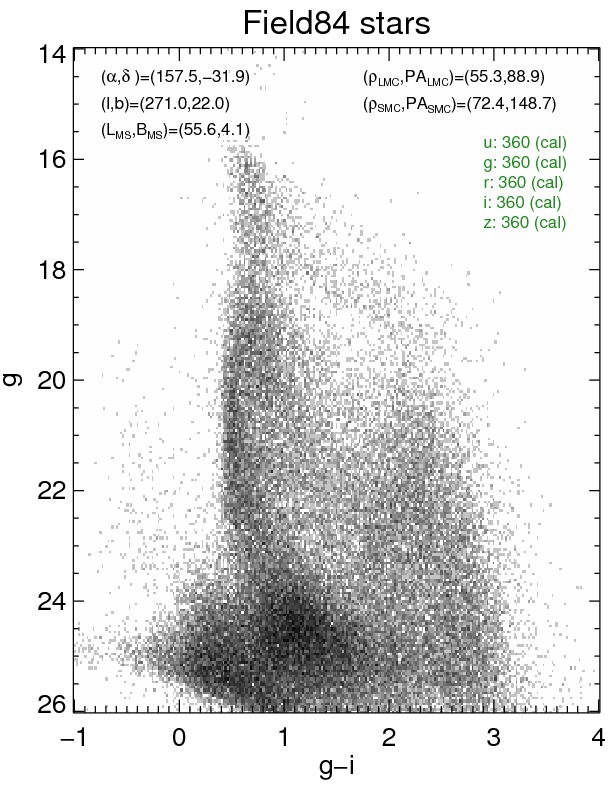 Field84 stars
(α,δ )=(157.5,−31.9)
(ρLMC,PALMC)=(55.3,88.9)
(l,b)=(271.0,22.0)
(ρSMC,PASMC)=(72.4,148.7)
(LMS,BMS)=(55.6,4.1)
u: 360 (cal)
g: 360 (cal)
r: 360 (cal)
i: 360 (cal)
z: 360 (cal)
14
16
18
20
22
24
26
g
−1 0 1 2 3 4
g−i